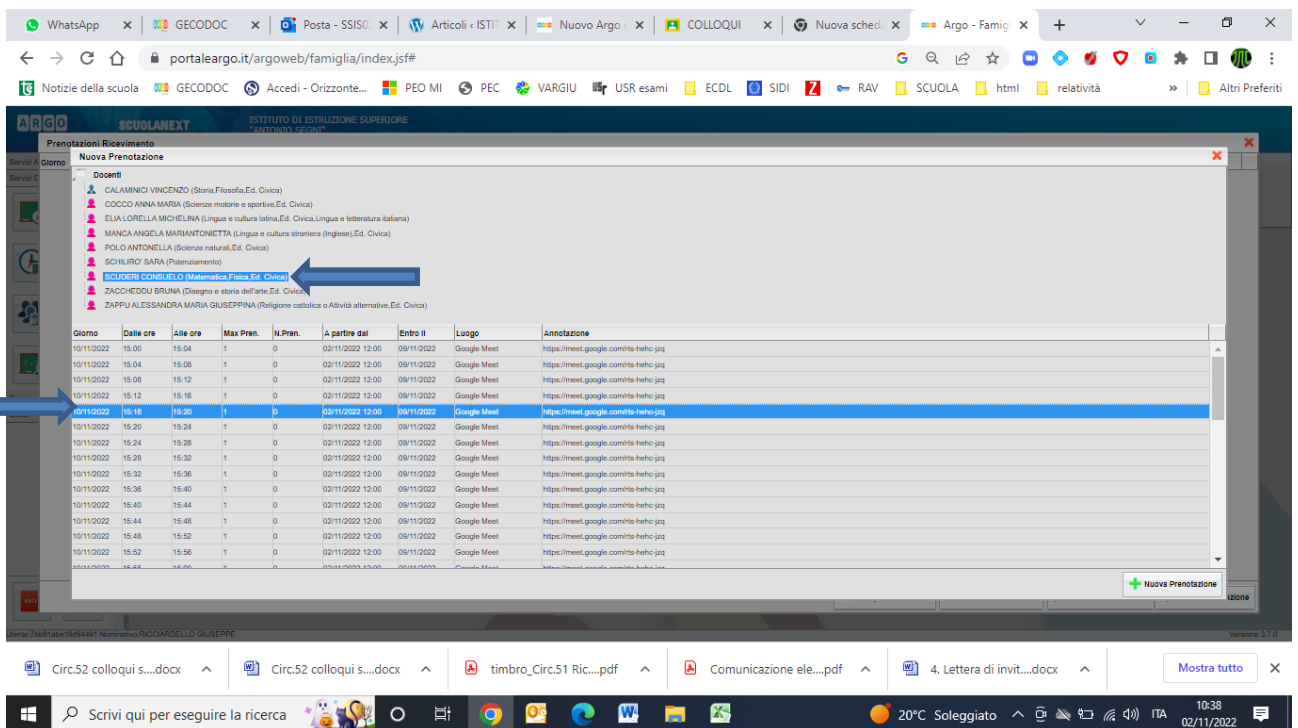 WhatsApp GECODOC Posta - SSIS0 Articoli ‹ ISTIT Nuovo Argo COLLOQUI Nuova sched Argo - Famig
portaleargo.it/argoweb/famiglia/index.jsf#
Notizie della scuola GECODOC Accedi - Orizzonte... PEO MI PEC VARGIU USR esami ECDL SIDI RAV SCUOLA html relatività » Altri Preferiti
ARGO SCUOLANEXT ISTITUTO DI ISTRUZIONE SUPERIORE
"ANTONIO SEGNI"
Prenotazioni Ricevimento
Giorno Nuova Prenotazione
Docenti
CALAMINICI VINCENZO (Storia,Filosofia,Ed. Civica)
COCCO ANNA MARIA (Scienze motorie e sportive,Ed. Civica)
ELIA LORELLA MICHELINA (Lingua e cultura latina,Ed. Civica,Lingua e letteratura italiana)
MANCA ANGELA MARIANTONIETTA (Lingua e cultura straniera (Inglese),Ed. Civica)
POLO ANTONELLA (Scienze naturali,Ed. Civica)
SCHILIRO' SARA (Potenziamento)
SCUDERI CONSUELO (Matematica,Fisica,Ed. Civica)
ZACCHEDDU BRUNA (Disegno e storia dell'arte,Ed. Civica)
ZAPPU ALESSANDRA MARIA GIUSEPPINA (Religione cattolica o Attività alternative,Ed. Civica)
Giorno Dalle ore Alle ore Max Pren. N.Pren. A partire dal Entro il Luogo Annotazione
10/11/2022 15:00 15:04 1 0 02/11/2022 12:00 09/11/2022 Google Meet https://meet.google.com/rts-hehc-jzq
10/11/2022 15:04 15:08 1 0 02/11/2022 12:00 09/11/2022 Google Meet https://meet.google.com/rts-hehc-jzq
10/11/2022 15:08 15:12 1 0 02/11/2022 12:00 09/11/2022 Google Meet https://meet.google.com/rts-hehc-jzq
10/11/2022 15:12 15:16 1 0 02/11/2022 12:00 09/11/2022 Google Meet https://meet.google.com/rts-hehc-jzq
10/11/2022 15:16 15:20 1 0 02/11/2022 12:00 09/11/2022 Google Meet https://meet.google.com/rts-hehc-jzq
10/11/2022 15:20 15:24 1 0 02/11/2022 12:00 09/11/2022 Google Meet https://meet.google.com/rts-hehc-jzq
10/11/2022 15:24 15:28 1 0 02/11/2022 12:00 09/11/2022 Google Meet https://meet.google.com/rts-hehc-jzq
10/11/2022 15:28 15:32 1 0 02/11/2022 12:00 09/11/2022 Google Meet https://meet.google.com/rts-hehc-jzq
10/11/2022 15:32 15:36 1 0 02/11/2022 12:00 09/11/2022 Google Meet https://meet.google.com/rts-hehc-jzq
10/11/2022 15:36 15:40 1 0 02/11/2022 12:00 09/11/2022 Google Meet https://meet.google.com/rts-hehc-jzq
10/11/2022 15:40 15:44 1 0 02/11/2022 12:00 09/11/2022 Google Meet https://meet.google.com/rts-hehc-jzq
10/11/2022 15:44 15:48 1 0 02/11/2022 12:00 09/11/2022 Google Meet https://meet.google.com/rts-hehc-jzq
10/11/2022 15:48 15:52 1 0 02/11/2022 12:00 09/11/2022 Google Meet https://meet.google.com/rts-hehc-jzq
10/11/2022 15:52 15:56 1 0 02/11/2022 12:00 09/11/2022 Google Meet https://meet.google.com/rts-hehc-jzq
Nuova Prenotazione
Nominativo:RICCIARDELLO GIUSEPPE Versione 3.7.0
Circ.52 colloqui s....docx Circ.52 colloqui s....docx timbro_Circ.51 Ric....pdf Comunicazione ele....pdf 4. Lettera di invit....docx Mostra tutto
Scrivi qui per eseguire la ricerca 20°C Soleggiato ITA 10:38
02/11/2022